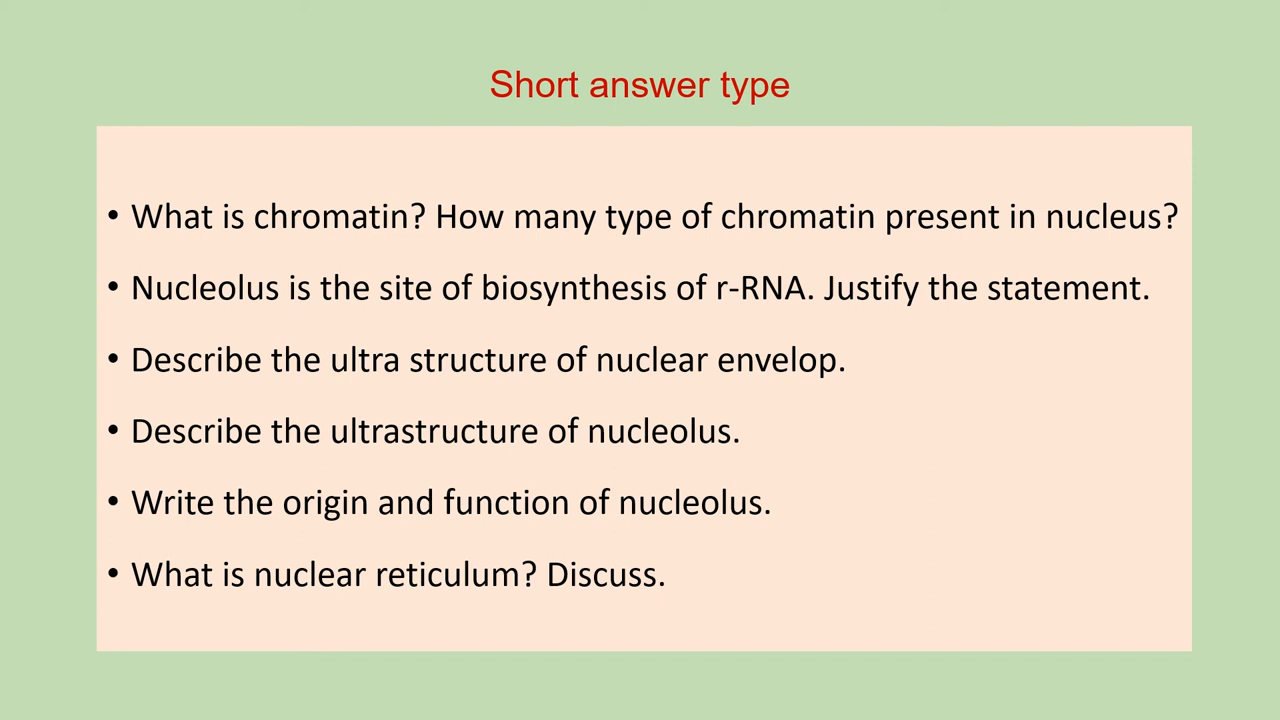 Short answer type
• What is chromatin? How many type of chromatin present in nucleus?
• Nucleolus is the site of biosynthesis of r-RNA. Justify the statement.
• Describe the ultra structure of nuclear envelop.
• Describe the ultrastructure of nucleolus.
• Write the origin and function of nucleolus.
• What is nuclear reticulum? Discuss.